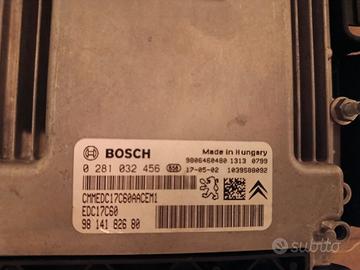 BOSCH
Made in Hungary
9806460480 1313 0799
0 281 032 456
17-05-02 1039S88092
CMMEDC17C60AACEM1
EDC17C60
98 141 826 80
subito